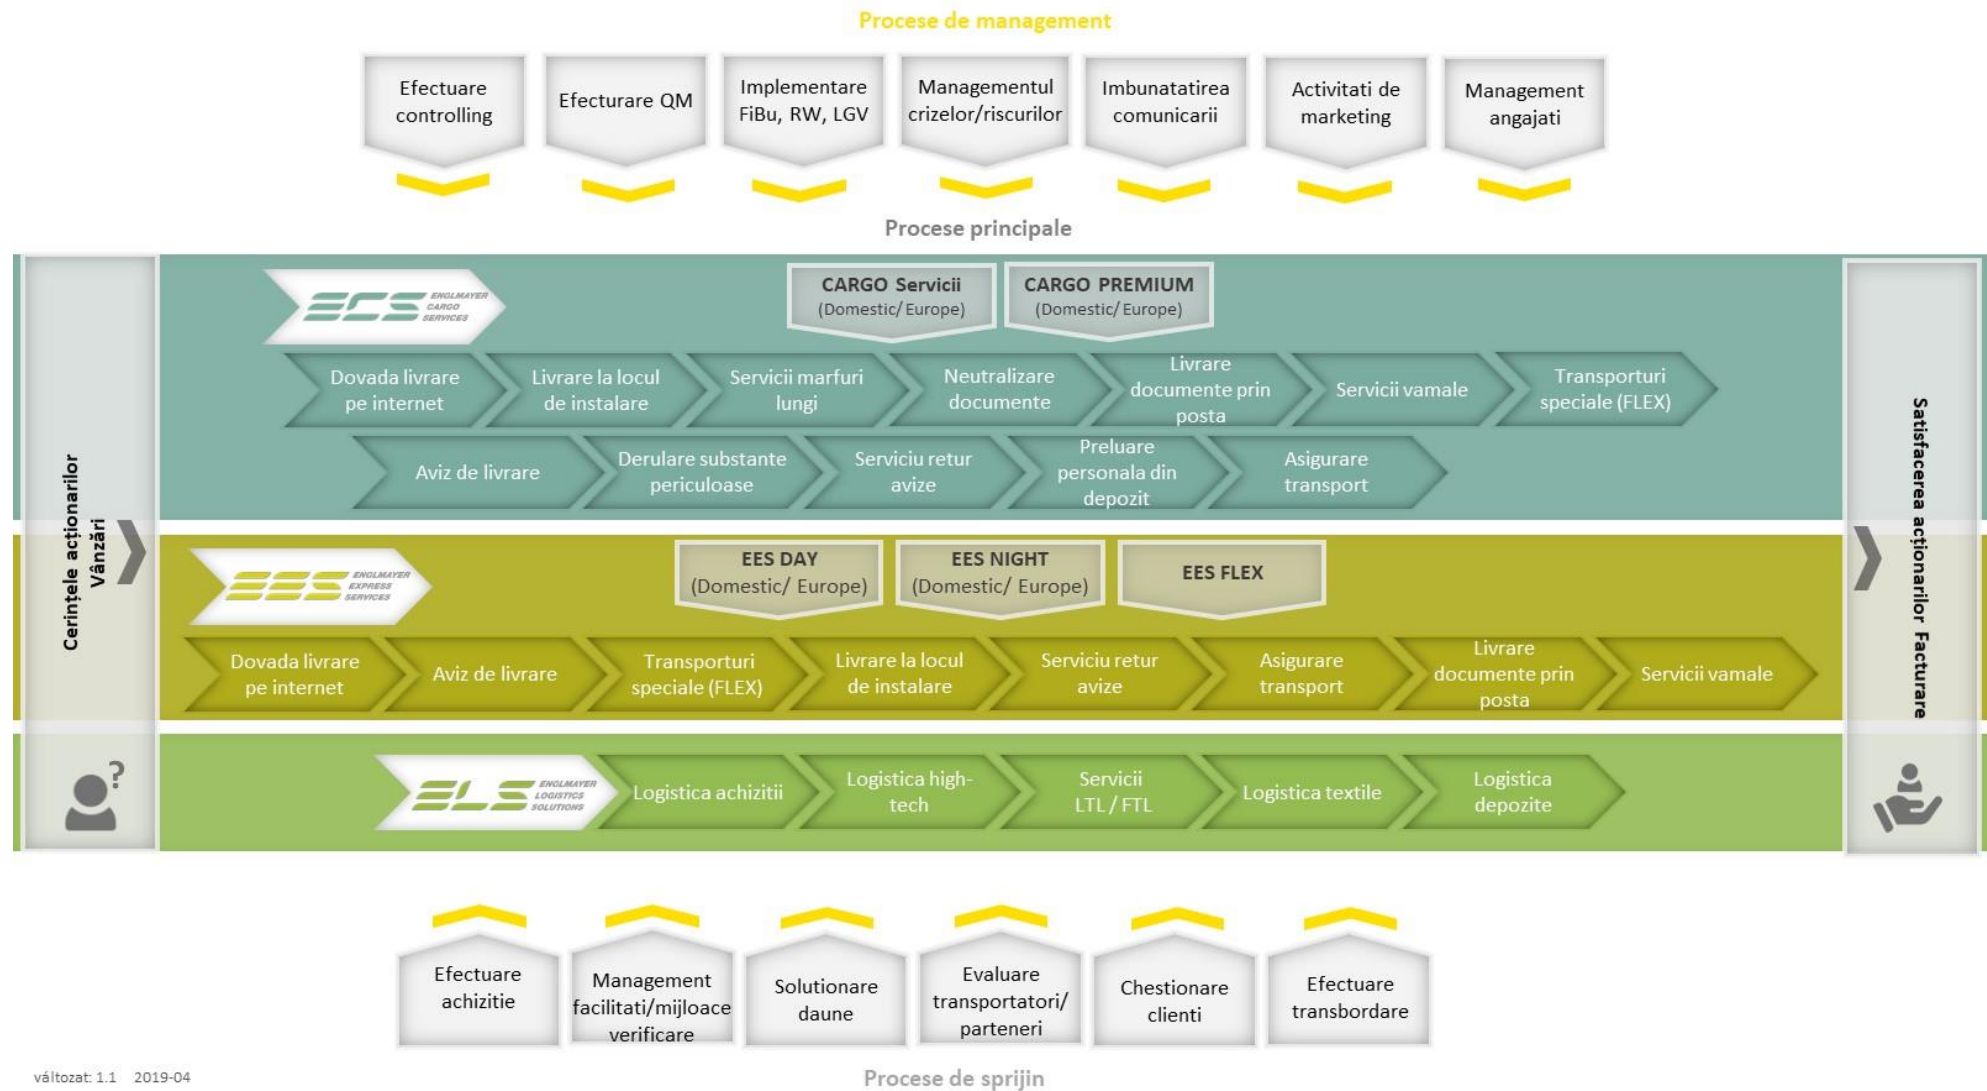 Procese de management
Efectuare
controlling
Efecturare QM
Implementare
FiBu, RW, LGV
Managementul
crizelor/riscurilor
Imbunatatirea
comunicarii
Activitati de
marketing
Management
angajati
Procese principale
Cerințele acționarilor
Vânzări
?
ECS ENGLMAYER
CARGO
SERVICES
CARGO Servicii
(Domestic/ Europe)
CARGO PREMIUM
(Domestic/ Europe)
Dovada livrare
pe internet
Livrare la locul
de instalare
Servicii marfuri
lungi
Neutralizare
documente
Livrare
documente prin
posta
Servicii vamale
Transporturi
speciale (FLEX)
Aviz de livrare
Derulare substante
periculoase
Serviciu retur
avize
Preluare
personala din
depozit
Asigurare
transport
EES ENGLMAYER
EXPRESS
SERVICES
EES DAY
(Domestic/ Europe)
EES NIGHT
(Domestic/ Europe)
EES FLEX
Dovada livrare
pe internet
Aviz de livrare
Transporturi
speciale (FLEX)
Livrare la locul
de instalare
Serviciu retur
avize
Asigurare
transport
Livrare
documente prin
posta
Servicii vamale
ELS ENGLMAYER
LOGISTICS
SOLUTIONS
Logistica achizitii
Logistica high-
tech
Servicii
LTL / FTL
Logistica textile
Logistica
depozite
Satisfacerea acționarilor Facturare
Efectuare
achizitie
Management
facilitati/mijloace
verificare
Solutionare
daune
Evaluare
transportatori/
parteneri
Chestionare
clienti
Efectuare
transbordare
Procese de sprijin
változat: 1.1 2019-04